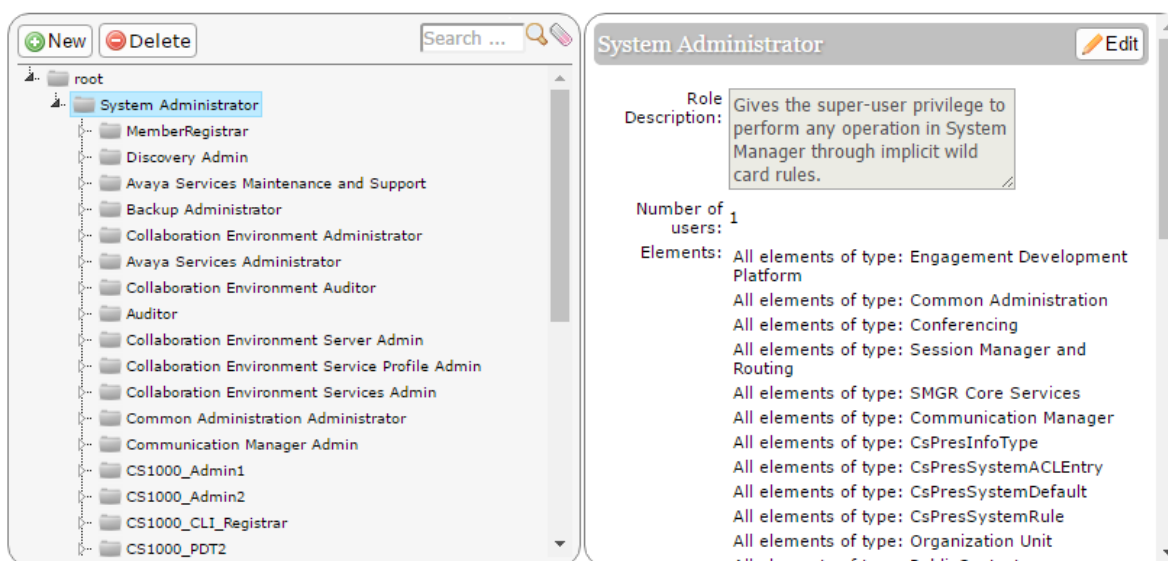 New
Delete
Search ...
root
System Administrator
MemberRegistrar
Discovery Admin
Avaya Services Maintenance and Support
Backup Administrator
Collaboration Environment Administrator
Avaya Services Administrator
Collaboration Environment Auditor
Auditor
Collaboration Environment Server Admin
Collaboration Environment Service Profile Admin
Collaboration Environment Services Admin
Common Administration Administrator
Communication Manager Admin
CS1000_Admin1
CS1000_Admin2
CS1000_CLI_Registrar
CS1000_PDT2
System Administrator
Edit
Role
Description:
Gives the super-user privilege to
perform any operation in System
Manager through implicit wild
card rules.
Number of
users:
1
Elements:
All elements of type: Engagement Development
Platform
All elements of type: Common Administration
All elements of type: Conferencing
All elements of type: Session Manager and
Routing
All elements of type: SMGR Core Services
All elements of type: Communication Manager
All elements of type: CsPresInfoType
All elements of type: CsPresSystemACLEntry
All elements of type: CsPresSystemDefault
All elements of type: CsPresSystemRule
All elements of type: Organization Unit